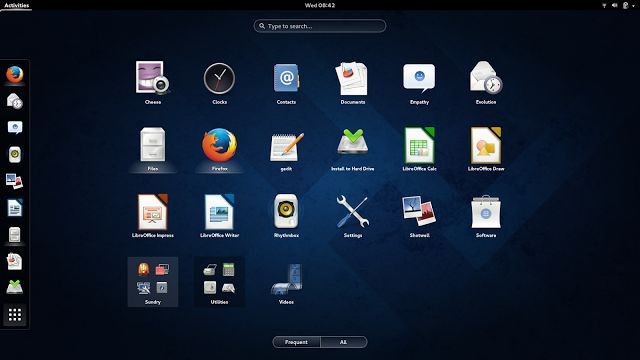 Activities
Wed 08:42
Type to search...
Cheese
Clocks
Contacts
Documents
Empathy
Evolution
Files
Firefox
gedit
Install to Hard Drive
LibreOffice Calc
LibreOffice Draw
LibreOffice Impress
LibreOffice Writer
Rhythmbox
Settings
Shotwell
Software
Sundry
Utilities
Videos
Frequent
All